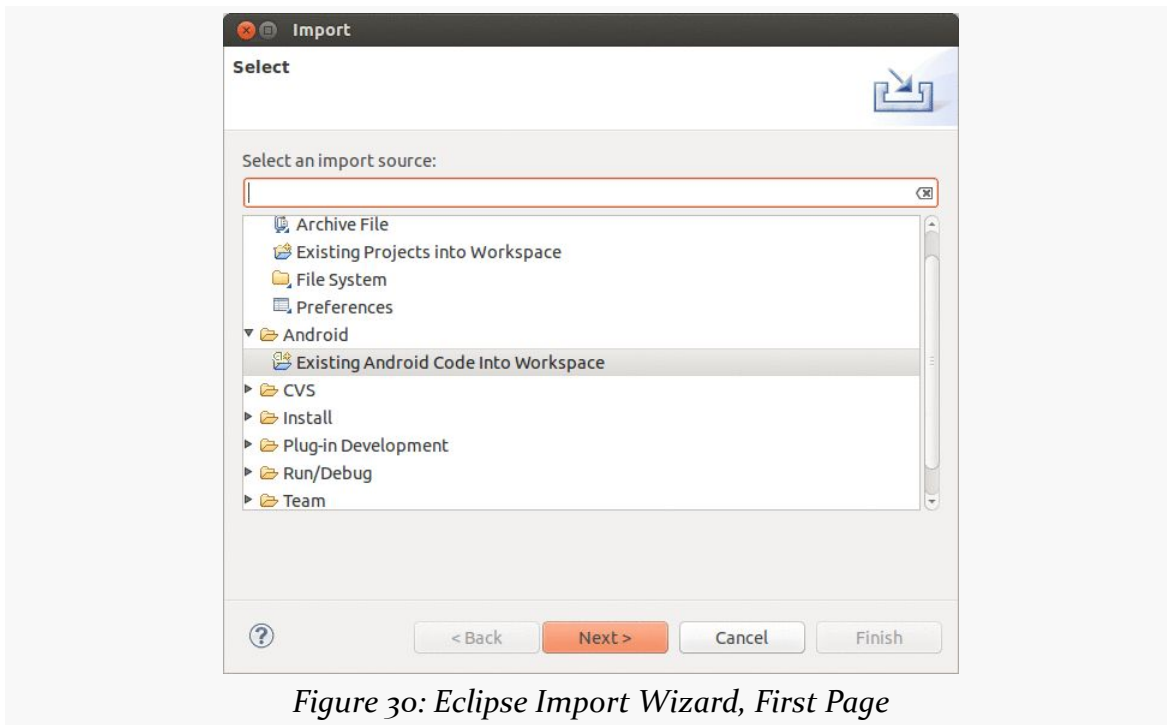 Import
Select
Select an import source:
Archive File
Existing Projects into Workspace
File System
Preferences
Android
Existing Android Code Into Workspace
CVS
Install
Plug-in Development
Run/Debug
Team
< Back
Next >
Cancel
Finish
Figure 30: Eclipse Import Wizard, First Page